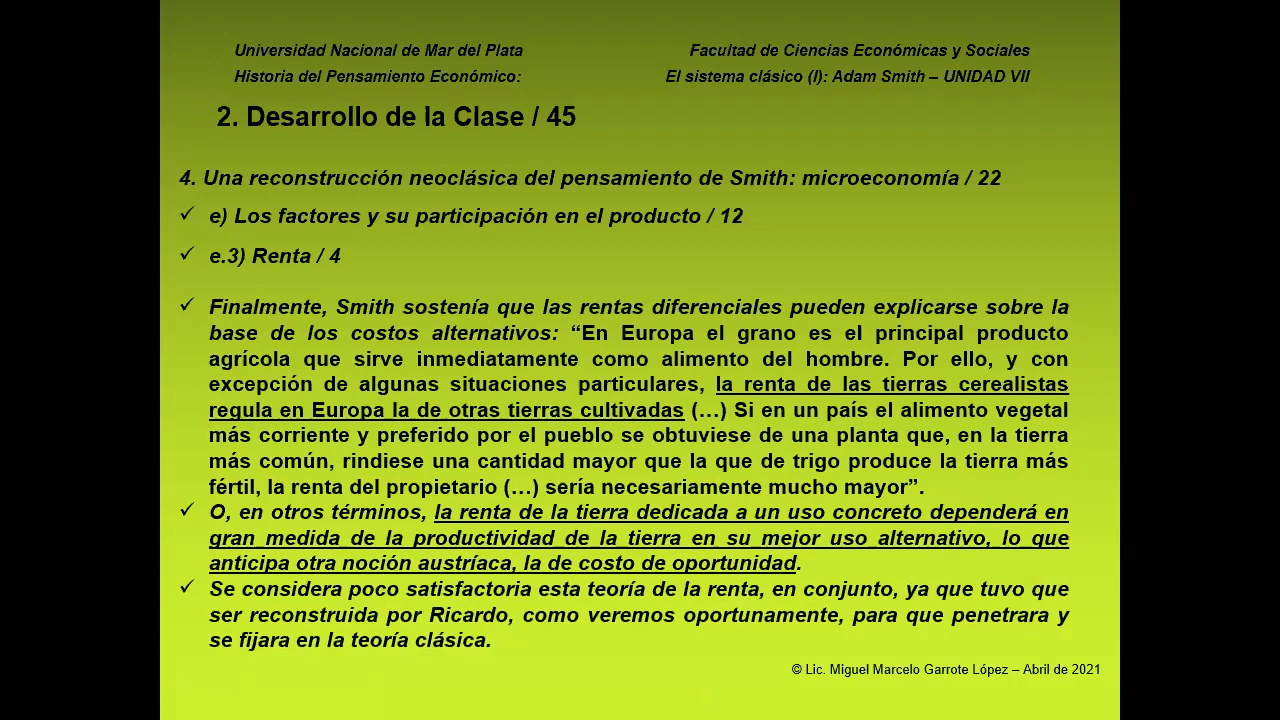 Universidad Nacional de Mar del Plata Facultad de Ciencias Económicas y Sociales
Historia del Pensamiento Económico: El sistema clásico (I): Adam Smith – UNIDAD VII
2. Desarrollo de la Clase / 45
4. Una reconstrucción neoclásica del pensamiento de Smith: microeconomía / 22
✓ e) Los factores y su participación en el producto / 12
✓ e.3) Renta / 4
✓ Finalmente, Smith sostenía que las rentas diferenciales pueden explicarse sobre la
base de los costos alternativos: “En Europa el grano es el principal producto
agrícola que sirve inmediatamente como alimento del hombre. Por ello, y con
excepción de algunas situaciones particulares, la renta de las tierras cerealistas
regula en Europa la de otras tierras cultivadas (…) Si en un país el alimento vegetal
más corriente y preferido por el pueblo se obtuviese de una planta que, en la tierra
más común, rindiese una cantidad mayor que la que de trigo produce la tierra más
fértil, la renta del propietario (…) sería necesariamente mucho mayor”.
✓ O, en otros términos, la renta de la tierra dedicada a un uso concreto dependerá en
gran medida de la productividad de la tierra en su mejor uso alternativo, lo que
anticipa otra noción austríaca, la de costo de oportunidad.
✓ Se considera poco satisfactoria esta teoría de la renta, en conjunto, ya que tuvo que
ser reconstruida por Ricardo, como veremos oportunamente, para que penetrara y
se fijara en la teoría clásica.
© Lic. Miguel Marcelo Garrote López – Abril de 2021